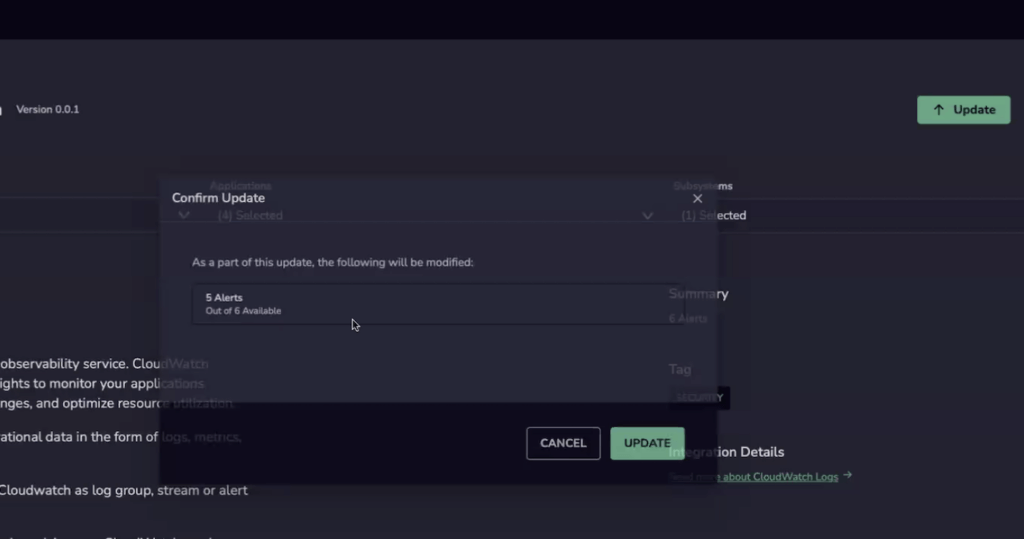 Version 0.0.1
Update
Applications
Subsystems
Confirm Update
(4) Selected
(1) Selected
As a part of this update, the following will be modified:
5 Alerts
Out of 6 Available
Summary
6 Alerts
Tag
SECURITY
observability service. CloudWatch
ights to monitor your applications
nges, and optimize resource utilization.
rational data in the form of logs, metrics,
CANCEL
UPDATE
Integration Details
Read more about CloudWatch Logs
Cloudwatch as log group, stream or alert